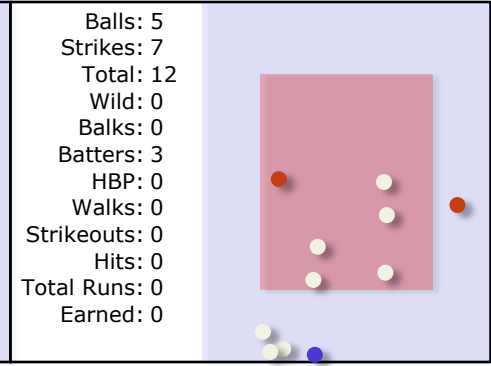 Balls: 5
Strikes: 7
Total: 12
Wild: 0
Balks: 0
Batters: 3
HBP: 0
Walks: 0
Strikeouts: 0
Hits: 0
Total Runs: 0
Earned: 0